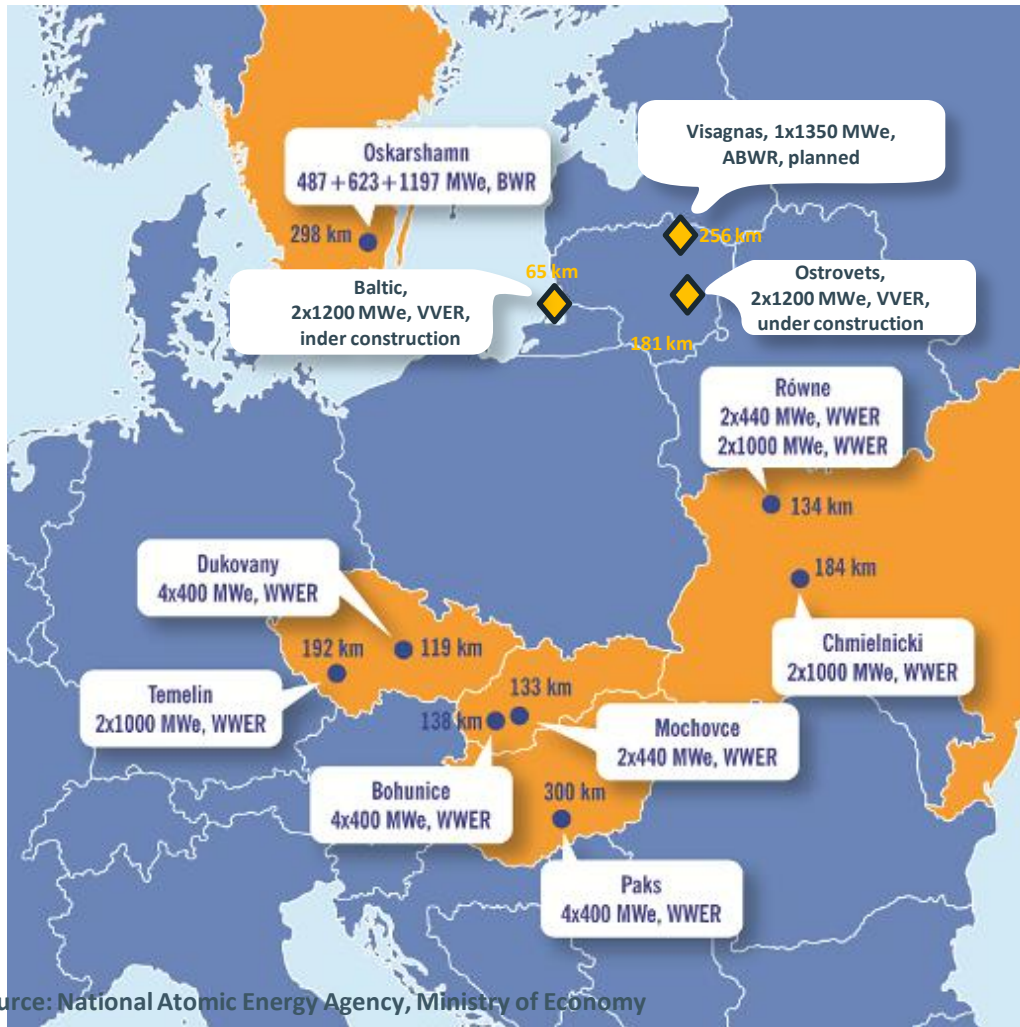 Visagnas, 1x1350 MWe,
ABWR, planned
Oskarshamn
487+623+1197 MWe, BWR
298 km
256 km
65 km
Baltic,
2x1200 MWe, VVER,
inder construction
Ostrovets,
2x1200 MWe, VVER,
under construction
181 km
Równe
2x440 MWe, WWER
2x1000 MWe, WWER
134 km
Dukovany
4x400 MWe, WWER
184 km
192 km
119 km
Chmielnicki
2x1000 MWe, WWER
Temelin
2x1000 MWe, WWER
133 km
138 km
Mochovce
2x440 MWe, WWER
Bohunice
4x400 MWe, WWER
300 km
Paks
4x400 MWe, WWER
urce: National Atomic Energy Agency, Ministry of Economy